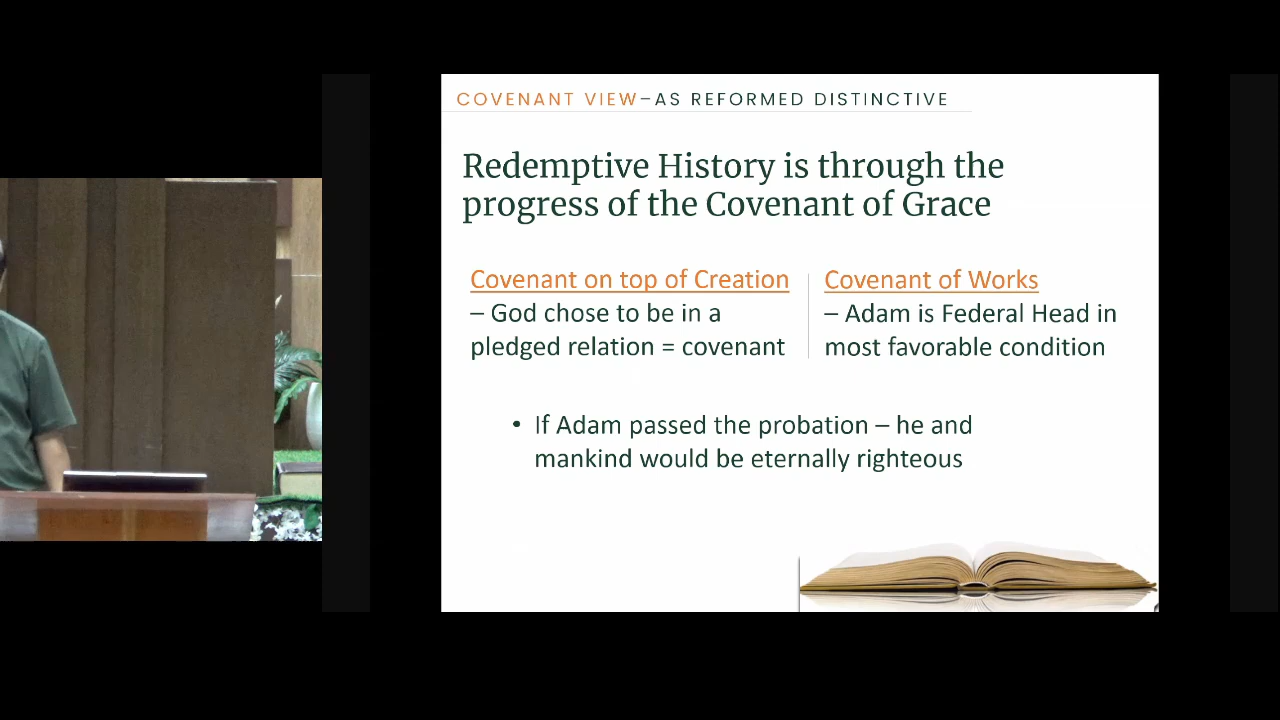 COVENANT VIEW–AS REFORMED DISTINCTIVE
Redemptive History is through the
progress of the Covenant of Grace
Covenant on top of Creation
– God chose to be in a
pledged relation = covenant
Covenant of Works
– Adam is Federal Head in
most favorable condition
• If Adam passed the probation – he and
mankind would be eternally righteous